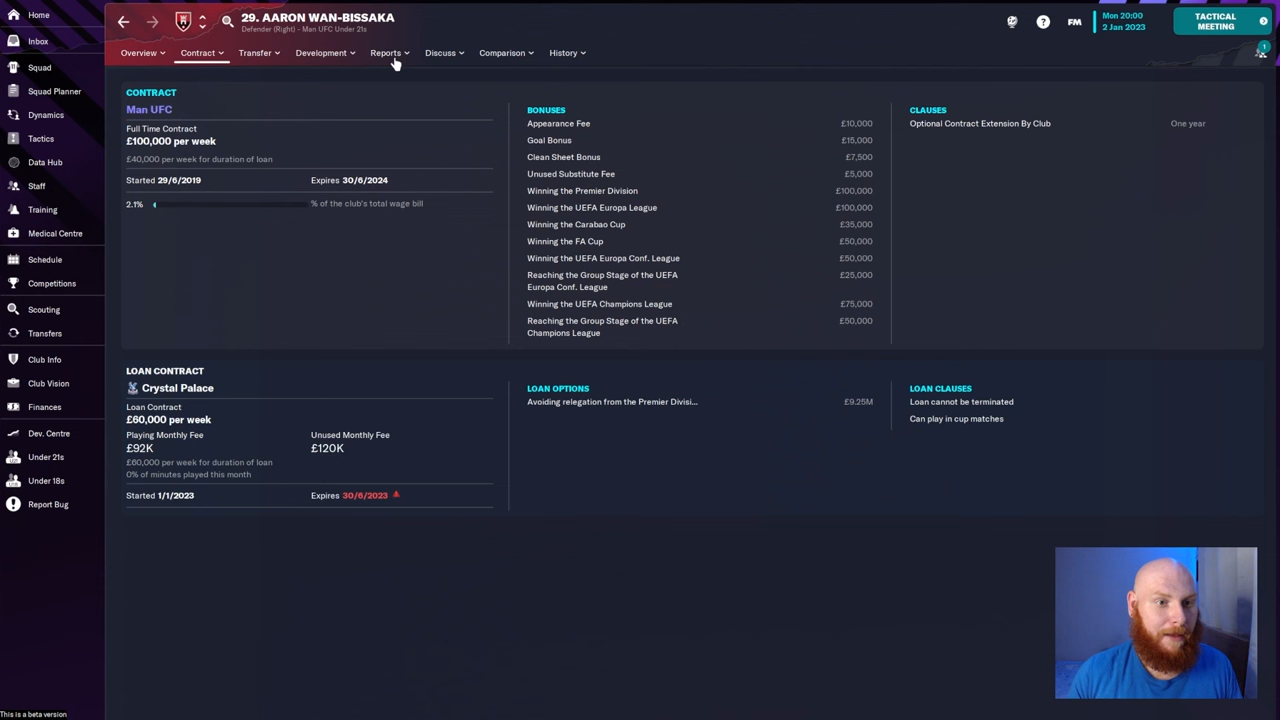 Home
Inbox
Squad
Squad Planner
Dynamics
Tactics
Data Hub
Staff
Training
Medical Centre
Schedule
Competitions
Scouting
Transfers
Club Info
Club Vision
Finances
Dev. Centre
Under 21s
Under 18s
Report Bug
This is a beta version
29. AARON WAN-BISSAKA
Defender (Right) - Man UFC Under 21s
FM
Mon 20:00
2 Jan 2023
TACTICAL
MEETING
1
Overview
Contract
Transfer
Development
Reports
Discuss
Comparison
History
CONTRACT
Man UFC
Full Time Contract
£100,000 per week
£40,000 per week for duration of loan
Started 29/6/2019 Expires 30/6/2024
2.1% % of the club's total wage bill
BONUSES
Appearance Fee £10,000
Goal Bonus £15,000
Clean Sheet Bonus £7,500
Unused Substitute Fee £5,000
Winning the Premier Division £100,000
Winning the UEFA Europa League £100,000
Winning the Carabao Cup £35,000
Winning the FA Cup £50,000
Winning the UEFA Europa Conf. League £50,000
Reaching the Group Stage of the UEFA £25,000
Europa Conf. League
Winning the UEFA Champions League £75,000
Reaching the Group Stage of the UEFA £50,000
Champions League
CLAUSES
Optional Contract Extension By Club One year
LOAN CONTRACT
Crystal Palace
Loan Contract
£60,000 per week
Playing Monthly Fee Unused Monthly Fee
£92K £120K
£60,000 per week for duration of loan
0% of minutes played this month
Started 1/1/2023 Expires 30/6/2023
LOAN OPTIONS
Avoiding relegation from the Premier Divisi... £9.25M
LOAN CLAUSES
Loan cannot be terminated
Can play in cup matches